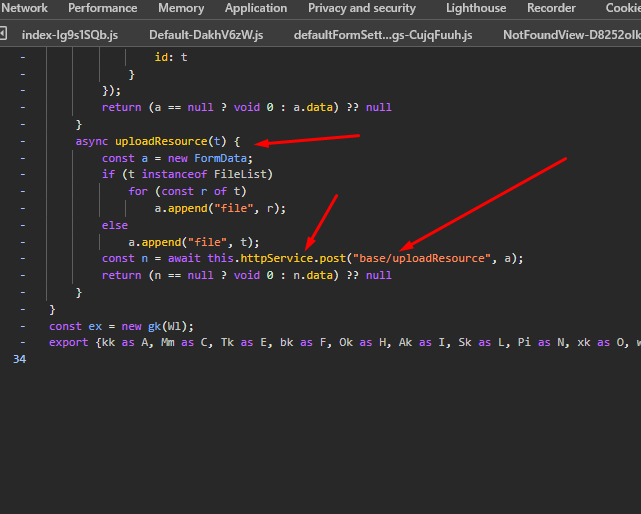 Network Performance Memory Application Privacy and security Lighthouse Recorder Cookie
index-Ig9s1SQb.js Default-DakhV6zW.js defaultFormSett...gs-CujqFuuh.js NotFoundView-D8252oIk
- id: t
- }
- });
- return (a == null ? void 0 : a.data) ?? null
- }
- async uploadResource(t) {
- const a = new FormData;
- if (t instanceof FileList)
- for (const r of t)
- a.append("file", r);
- else
- a.append("file", t);
- const n = await this.httpService.post("base/uploadResource", a);
- return (n == null ? void 0 : n.data) ?? null
- }
- }
- const ex = new gk(Wl);
- export {kk as A, Mm as C, Tk as E, bk as F, Ok as H, Ak as I, Sk as L, Pi as N, xk as O, w
34